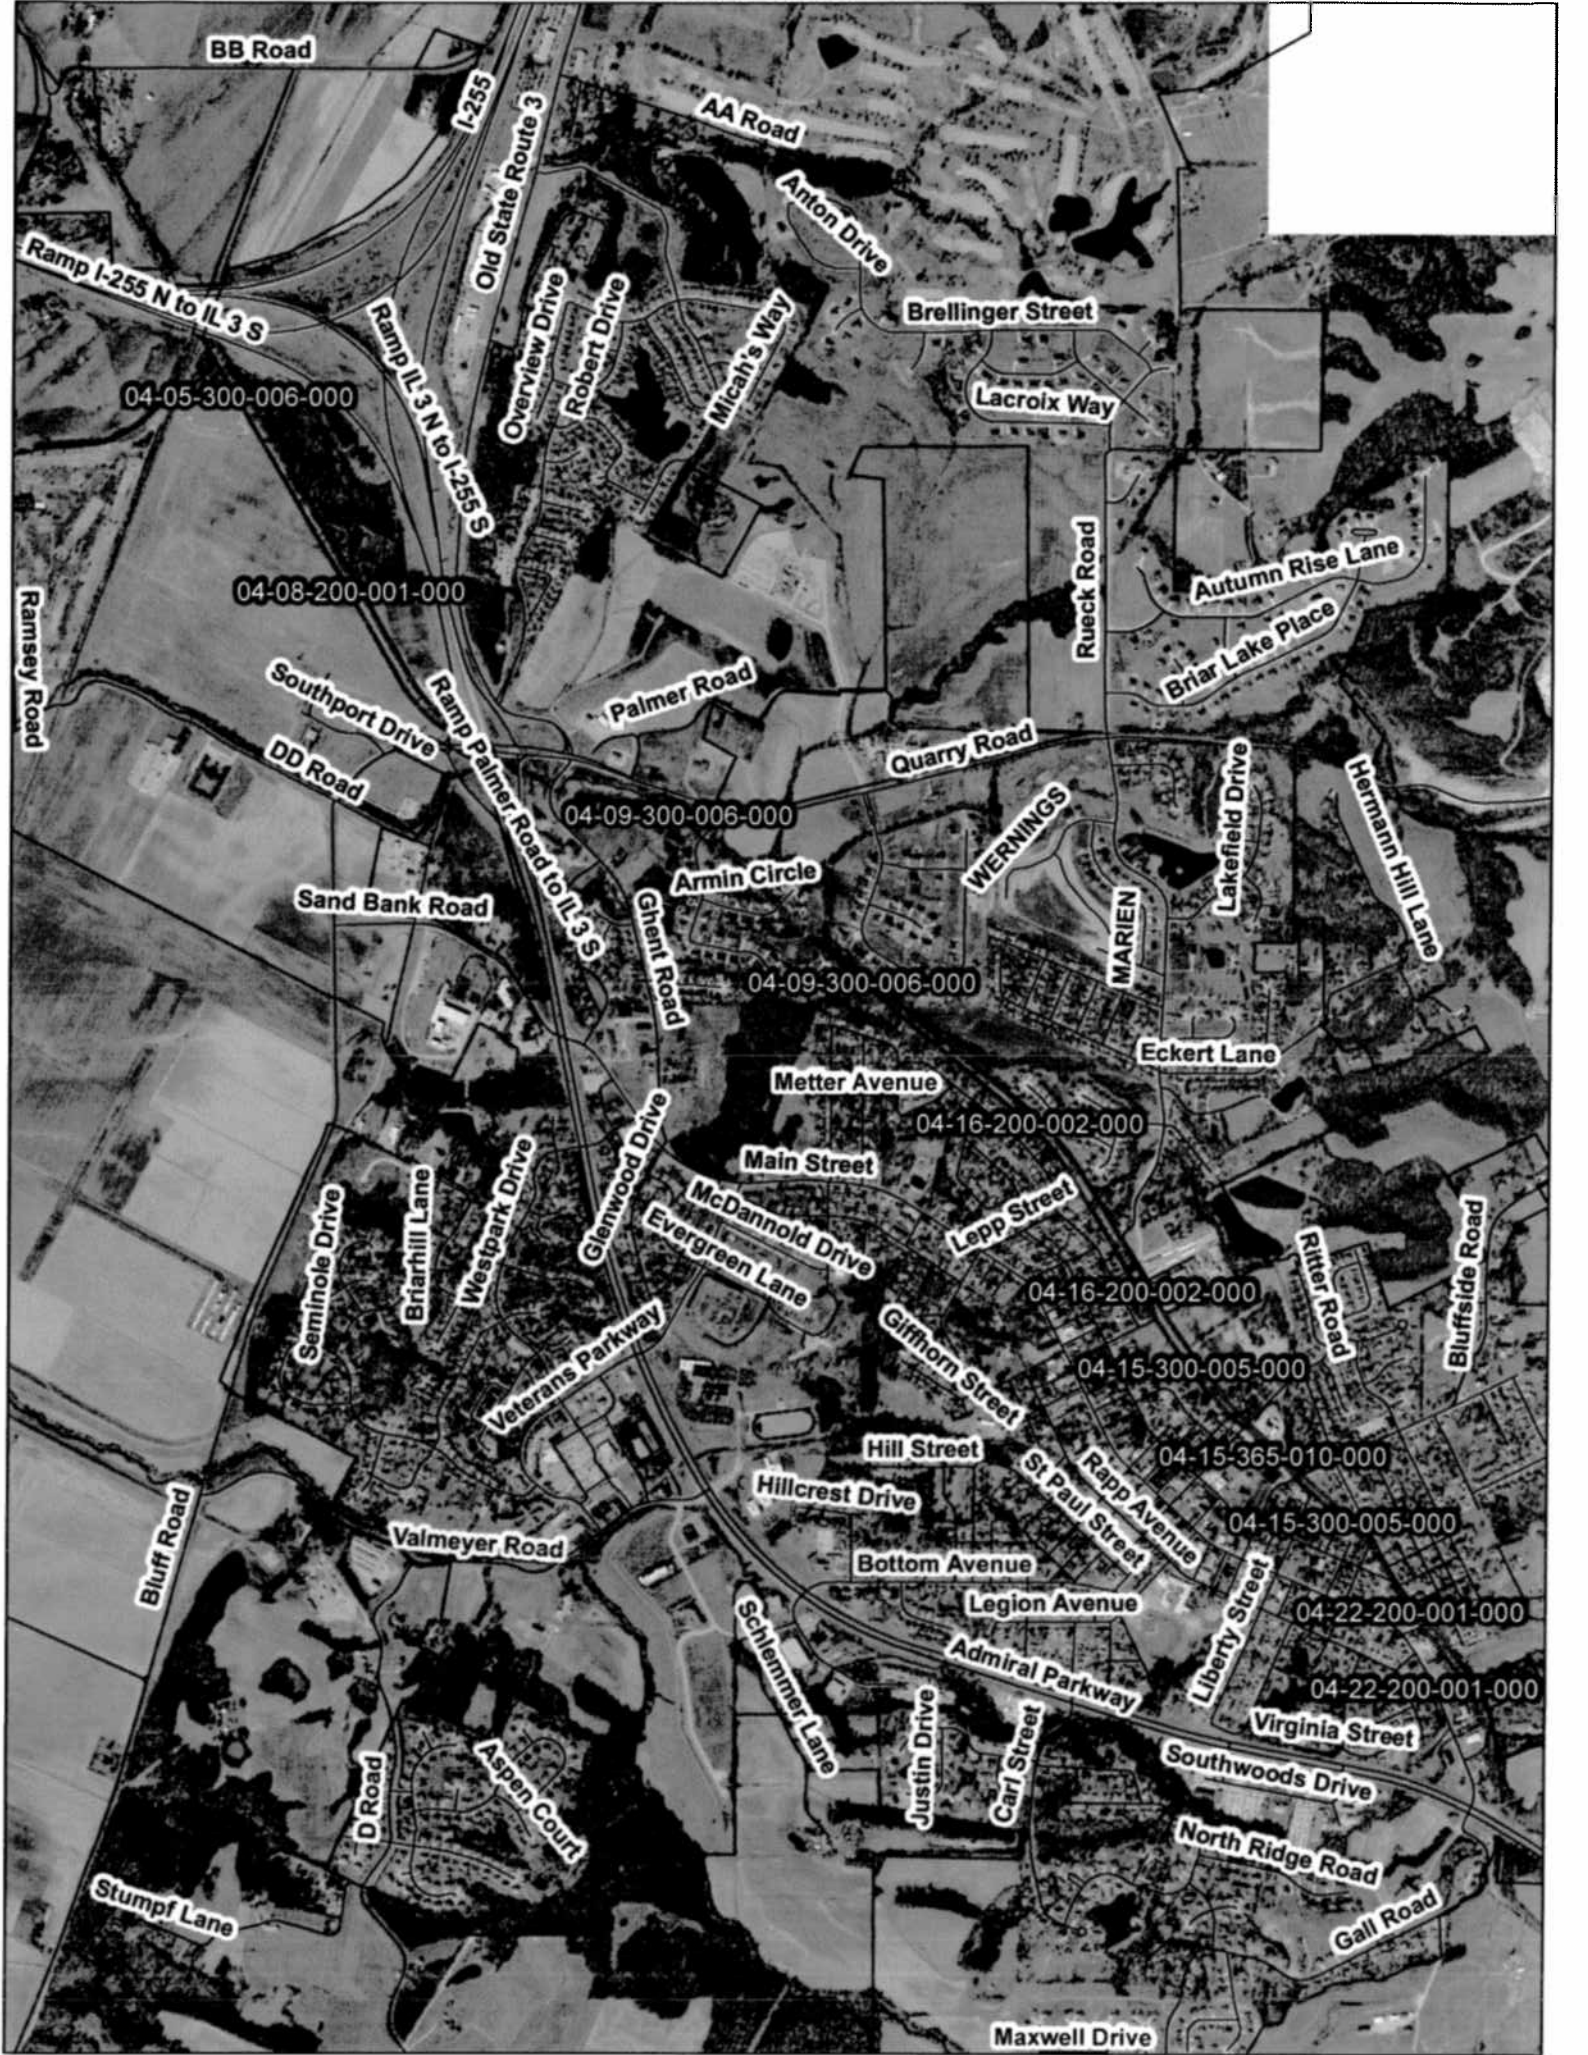 BB Road
I-255
AA Road
Old State Route 3
Anton Drive
Ramp I-255 N to IL 3 S
Overview Drive
Robert Drive
Micah's Way
Brellinger Street
Ramp IL 3 N to I-255 S
04-05-300-006-000
Lacroix Way
Rueck Road
Autumn Rise Lane
04-08-200-001-000
Ramsey Road
Briar Lake Place
Southport Drive
Palmer Road
DD Road
Ramp Palmer Road to IL 3 S
Quarry Road
04-09-300-006-000
WERNINGS
Lakefield Drive
Hermann Hill Lane
Armin Circle
Sand Bank Road
Ghent Road
MARIEN
04-09-300-006-000
Eckert Lane
Metter Avenue
04-16-200-002-000
Main Street
Glenwood Drive
Seminole Drive
Briarhill Lane
Westpark Drive
McDannold Drive
Evergreen Lane
Lepp Street
04-16-200-002-000
Ritter Road
Bluffside Road
Veterans Parkway
Giffhorn Street
04-15-300-005-000
Hill Street
04-15-365-010-000
Hillcrest Drive
St Paul Street
Rapp Avenue
04-15-300-005-000
Bluff Road
Valmeyer Road
Bottom Avenue
Legion Avenue
Liberty Street
04-22-200-001-000
Schlemmer Lane
Admiral Parkway
04-22-200-001-000
Virginia Street
Justin Drive
Carl Street
Southwoods Drive
D Road
Aspen Court
North Ridge Road
Stumpf Lane
Gall Road
Maxwell Drive